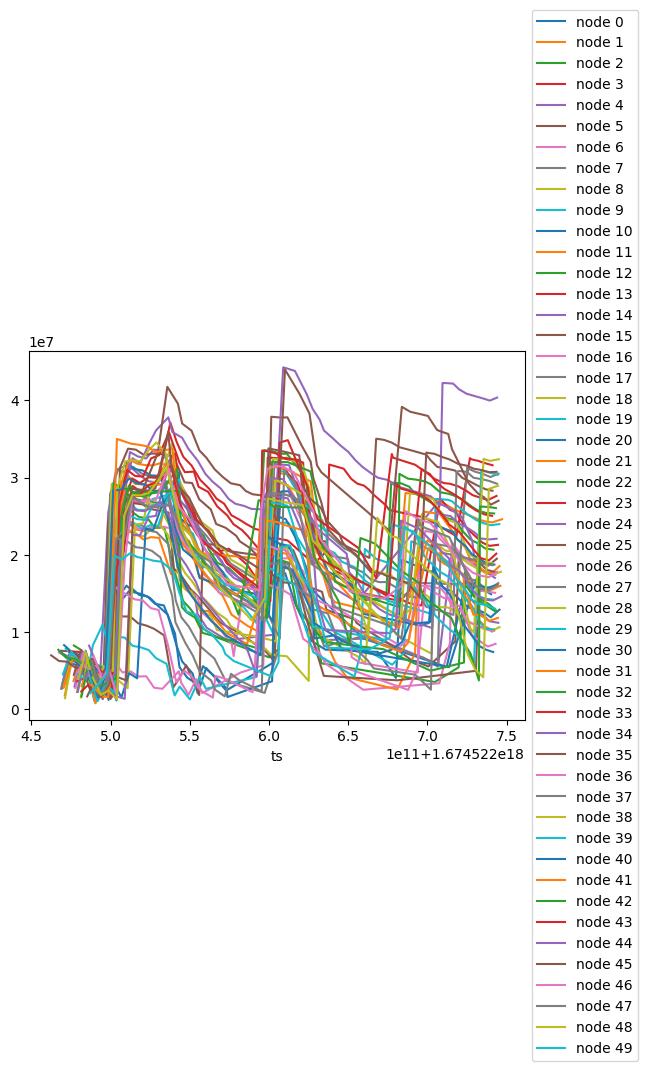 node 0
node 1
node 2
node 3
node 4
node 5
node 6
node 7
node 8
node 9
node 10
node 11
node 12
node 13
node 14
node 15
node 16
node 17
node 18
node 19
node 20
node 21
node 22
node 23
node 24
node 25
node 26
node 27
node 28
node 29
node 30
node 31
node 32
node 33
node 34
node 35
node 36
node 37
node 38
node 39
node 40
node 41
node 42
node 43
node 44
node 45
node 46
node 47
node 48
node 49
1e7
4
3
2
1
0
4.5 5.0 5.5 6.0 6.5 7.0 7.5
ts
1e11+1.674522e18